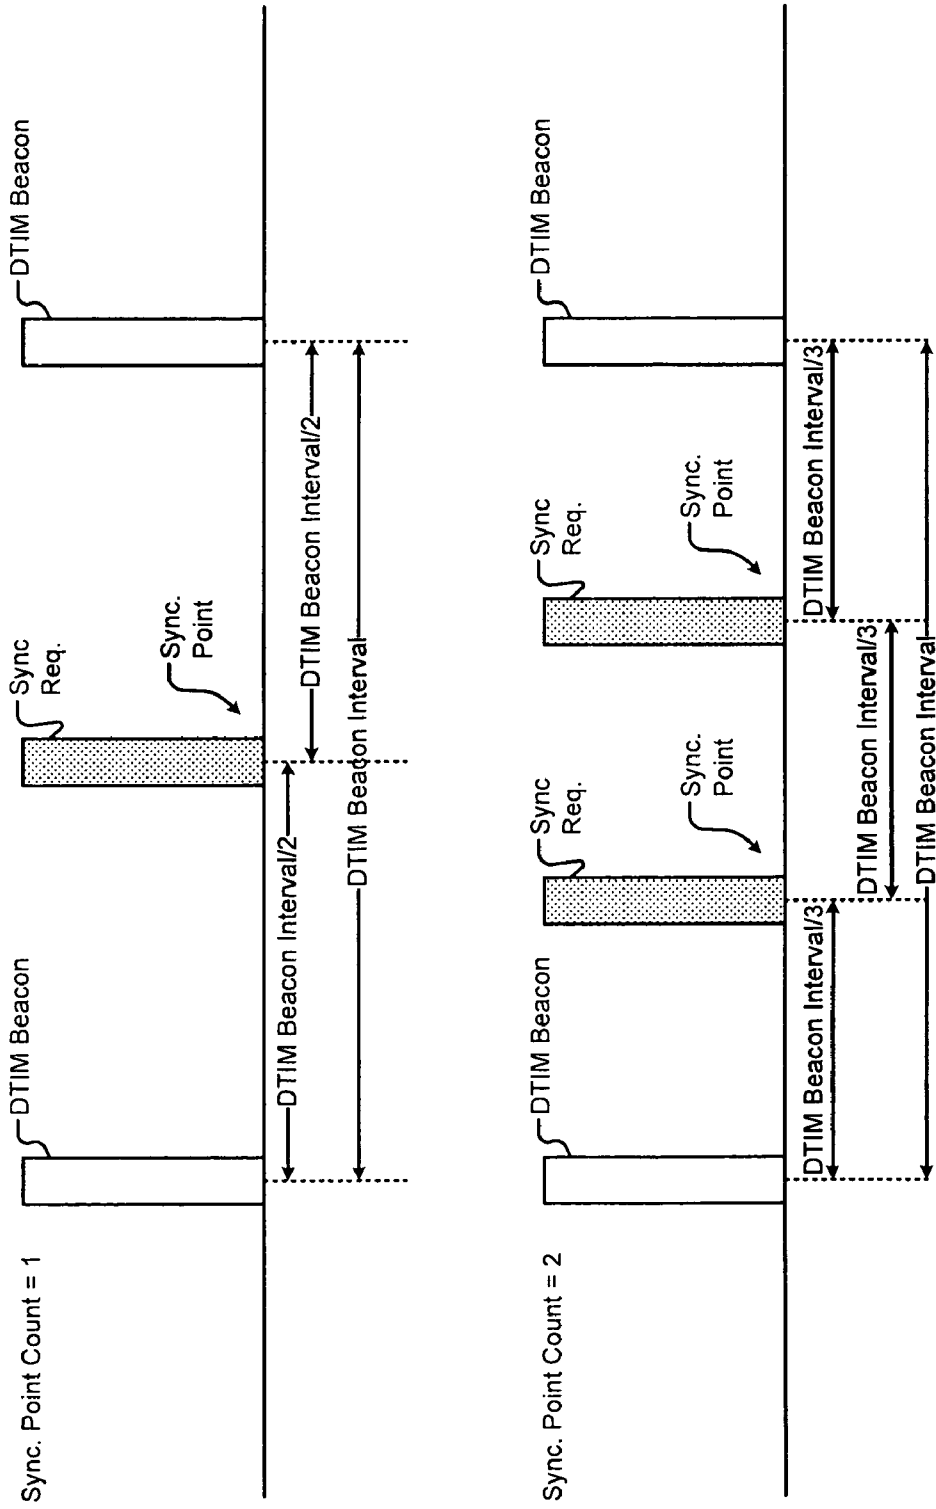 Sync. Point Count = 1
DTIM Beacon
Sync
Req.
Sync.
Point
DTIM Beacon
DTIM Beacon Interval/2
DTIM Beacon Interval/2
DTIM Beacon Interval
Sync. Point Count = 2
DTIM Beacon
Sync
Req.
Sync.
Point
Sync
Req.
Sync.
Point
DTIM Beacon
DTIM Beacon Interval/3
DTIM Beacon Interval/3
DTIM Beacon Interval/3
DTIM Beacon Interval